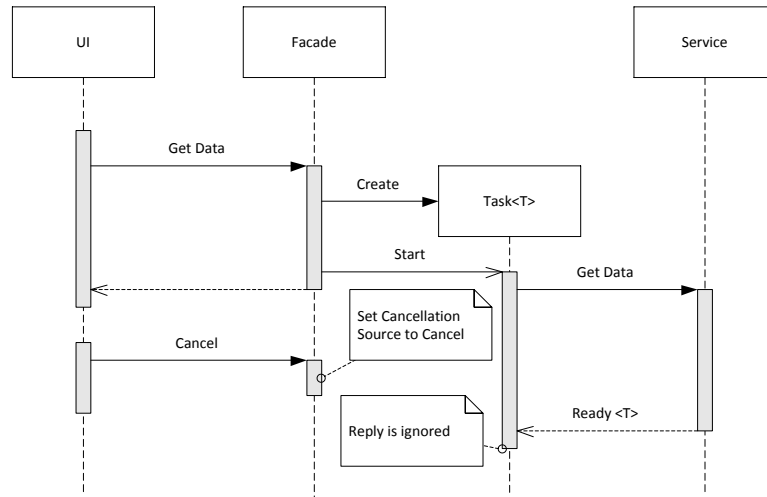 UI
Facade
Service
Get Data
Create
Task<T>
Start
Get Data
Set Cancellation
Source to Cancel
Cancel
Ready <T>
Reply is ignored